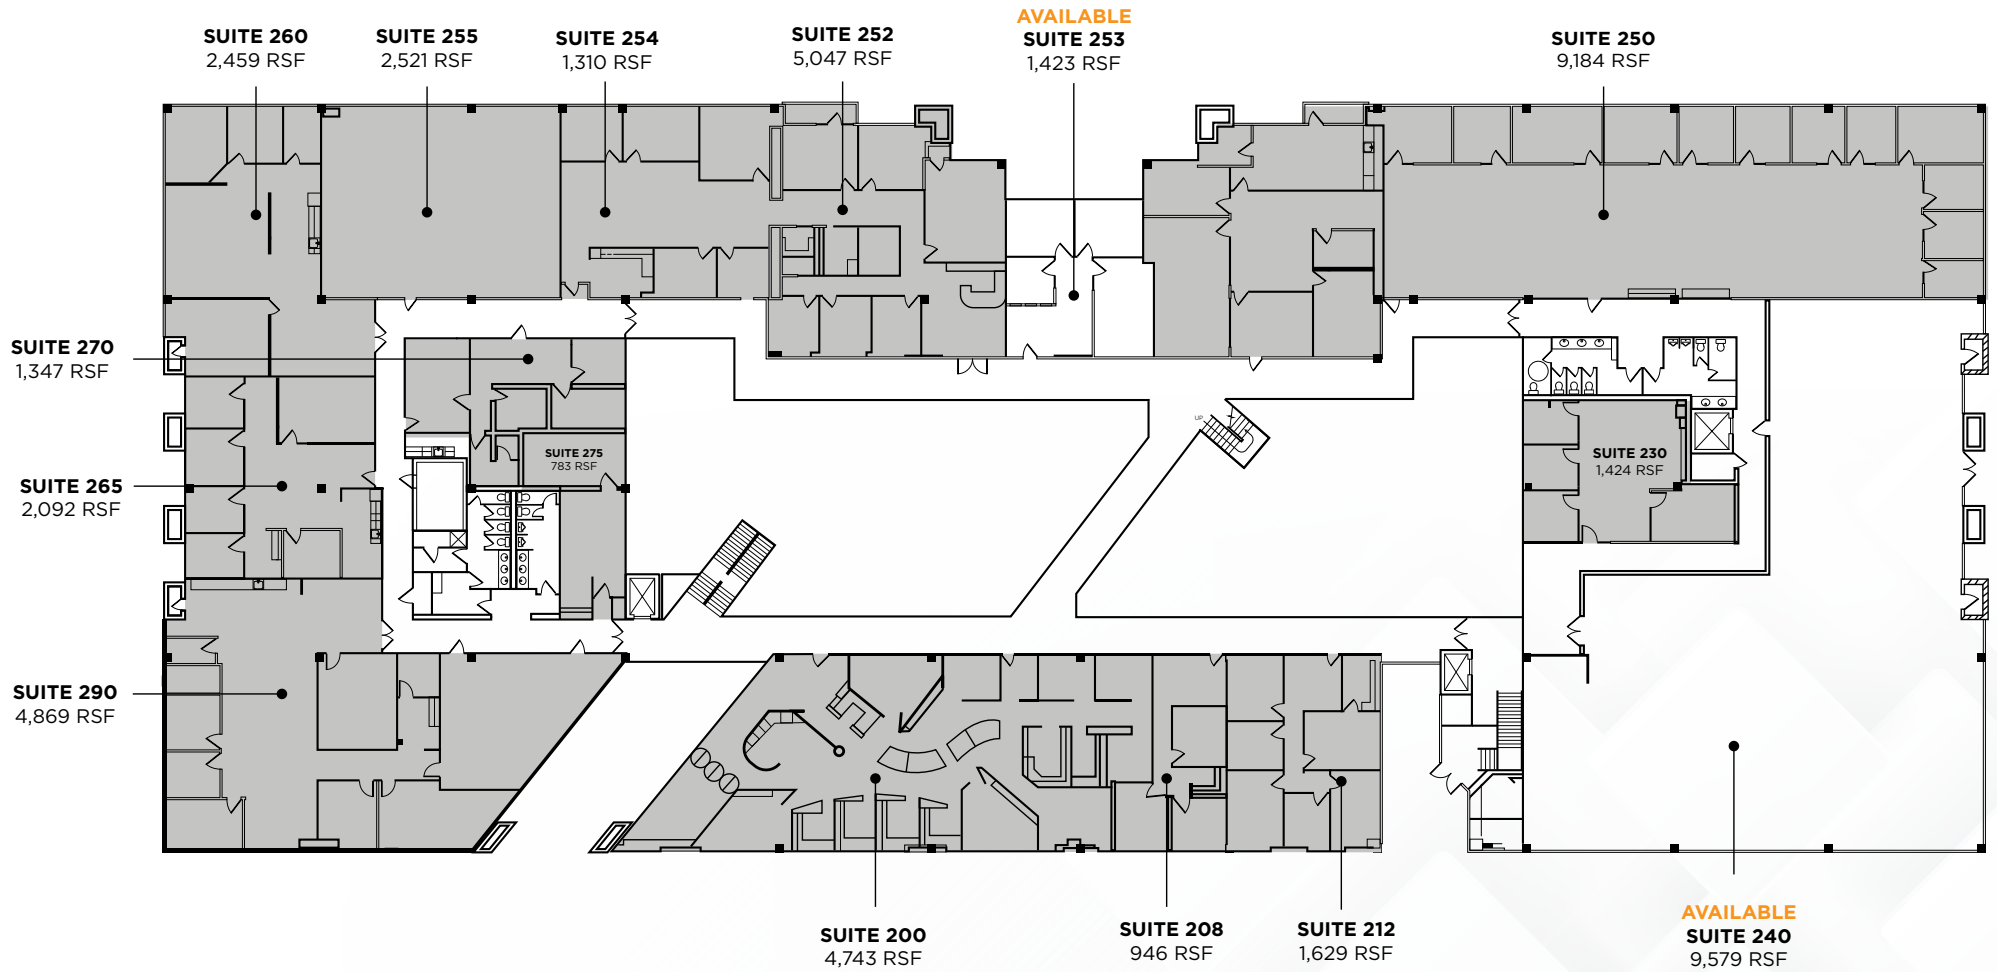 AVAILABLE
SUITE 260
2,459 RSF
SUITE 255
2,521 RSF
SUITE 254
1,310 RSF
SUITE 252
5,047 RSF
SUITE 253
1,423 RSF
SUITE 250
9,184 RSF
SUITE 270
1,347 RSF
UP
SUITE 275
783 RSF
SUITE 230
1,424 RSF
SUITE 265
2,092 RSF
SUITE 290
4,869 RSF
SUITE 200
4,743 RSF
SUITE 208
946 RSF
SUITE 212
1,629 RSF
AVAILABLE
SUITE 240
9,579 RSF